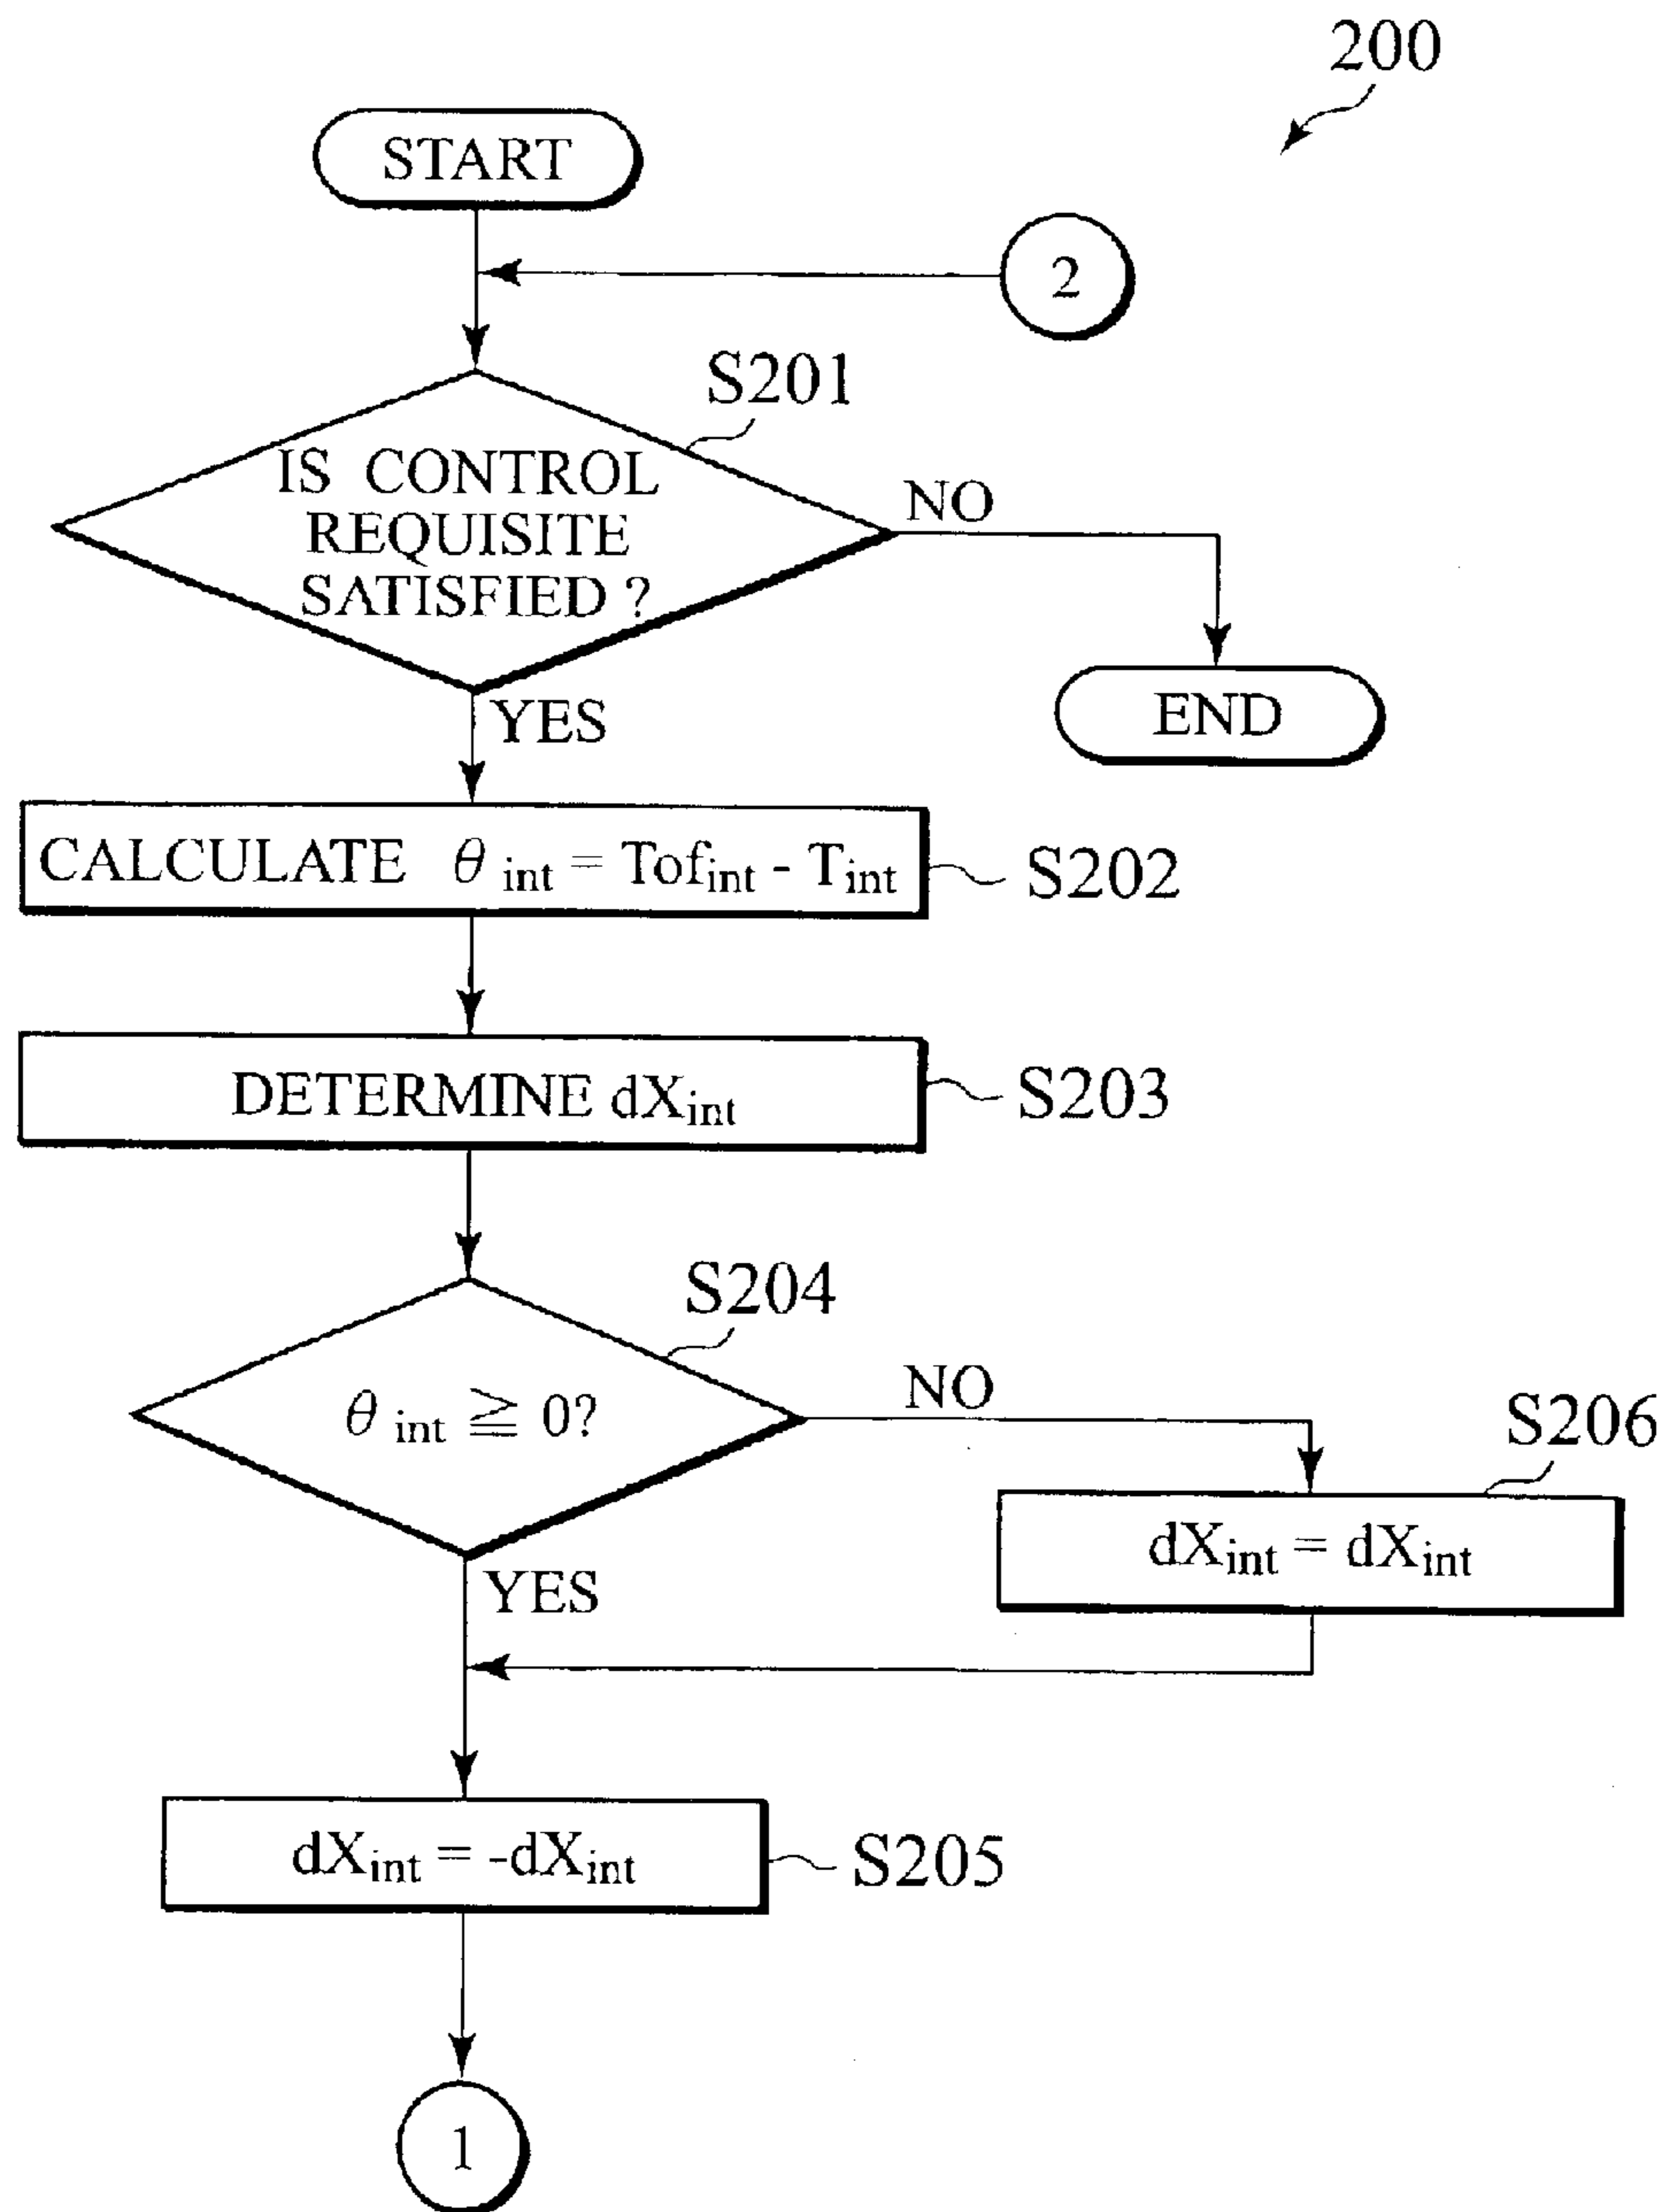 200
START
2
S201
IS CONTROL
REQUISITE
SATISFIED ?
NO
END
YES
CALCULATE θ int = Tofint - Tint
S202
DETERMINE dXint
S203
S204
θ int ≧ 0?
NO
S206
dXint = dXint
YES
dXint = -dXint
S205
1